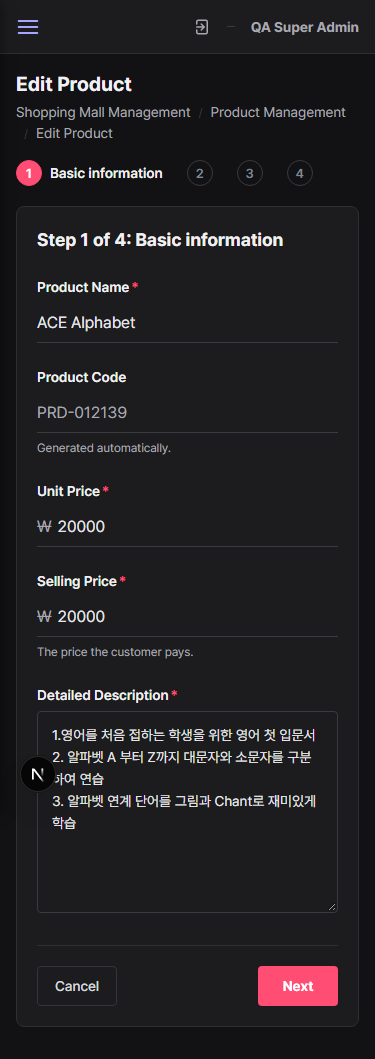 QA Super Admin
Edit Product
Shopping Mall Management / Product Management
/ Edit Product
1 Basic information 2 3 4
Step 1 of 4: Basic information
Product Name *
ACE Alphabet
Product Code
PRD-012139
Generated automatically.
Unit Price *
₩ 20000
Selling Price *
₩ 20000
The price the customer pays.
Detailed Description *
1.영어를 처음 접하는 학생을 위한 영어 첫 입문서
2. 알파벳 A 부터 Z까지 대문자와 소문자를 구분
하여 연습
3. 알파벳 연계 단어를 그림과 Chant로 재미있게
학습
N
Cancel Next